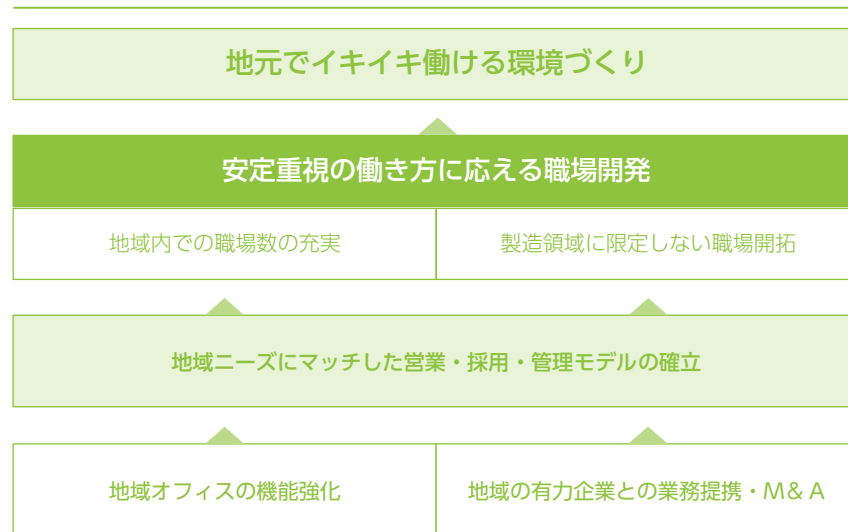 地元でイキイキ働ける環境づくり
安定重視の働き方に応える職場開発
地域内での職場数の充実
製造領域に限定しない職場開拓
地域ニーズにマッチした営業・採用・管理モデルの確立
地域オフィスの機能強化
地域の有力企業との業務提携・M&A